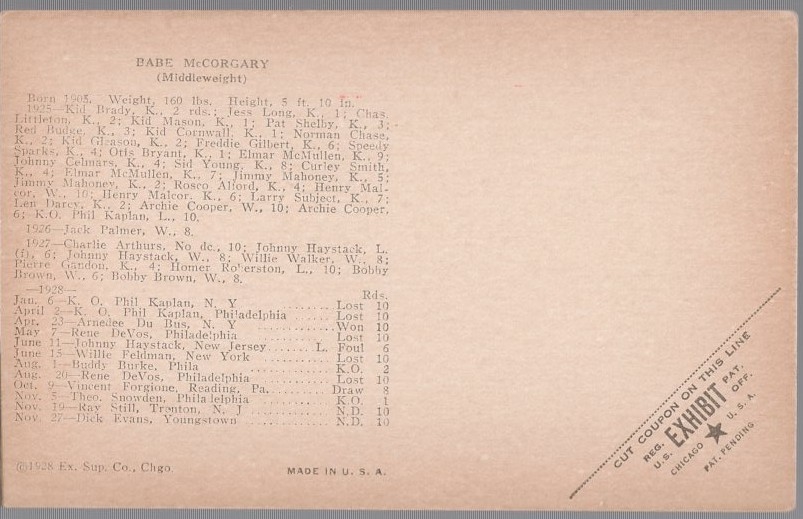 BABE McCORGARY
(Middleweight)
Born 1905. Weight, 160 lbs. Height, 5 ft. 10 in.
1925—Kid Brady, K., 2 rds.; Jess Long, K., 1; Chas.
Littleton, K., 2; Kid Mason, K., 1; Pat Shelby, K., 3;
Red Budge, K., 3; Kid Cornwall, K., 1; Norman Chase,
K., 2; Kid Gleason, K., 2; Freddie Gilbert, K., 6; Speedy
Sparks, K., 4; Otis Bryant, K., 1; Elmar McMullen, K., 9;
Johnny Celmars, K., 4; Sid Young, K., 8; Curley Smith,
K., 4; Elmar McMullen, K., 7; Jimmy Mahoney, K., 5;
Jimmy Mahoney, K., 2; Rosco Alford, K., 4; Henry Mal-
cor, W., 10; Henry Malcor, K., 6; Larry Subject, K., 7;
Len Darcy, K., 2; Archie Cooper, W., 10; Archie Cooper,
6; K.O. Phil Kaplan, L., 10.
1926—Jack Palmer, W., 8.
1927—Charlie Arthurs, No dc., 10; Johnny Haystack, L.
(f), 6; Johnny Haystack, W., 8; Willie Walker, W., 8;
Pierre Gandon, K., 4; Homer Roberston, L., 10; Bobby
Brown, W., 6; Bobby Brown, W., 8.
—1928— Rds.
Jan. 6—K. O. Phil Kaplan, N. Y ........ Lost 10
April 2—K. O. Phil Kaplan, Philadelphia ..... Lost 10
Apr. 23—Arnedee Du Bus, N. Y ............ Won 10
May 7—Rene DeVos, Philadelphia ........ Lost 10
June 11—Johnny Haystack, New Jersey....... L. Foul 6
June 15—Willie Feldman, New York ........ Lost 10
Aug. 1—Buddy Burke, Phila ............ K.O. 2
Aug. 20—Rene DeVos, Philadelphia ......... Lost 10
Oct. 9—Vincent Forgione, Reading, Pa......... Draw 8
Nov. 5—Theo. Snowden, Philadelphia ......... K.O. 1
Nov. 19—Ray Still, Trenton, N. J ........... N.D. 10
Nov. 27—Dick Evans, Youngstown ............ N.D. 10
©1928 Ex. Sup. Co., Chgo.
MADE IN U. S. A.
CUT COUPON ON THIS LINE
REG. EXHIBIT PAT.
U.S. OFF.
CHICAGO ★ U. S. A.
PAT. PENDING